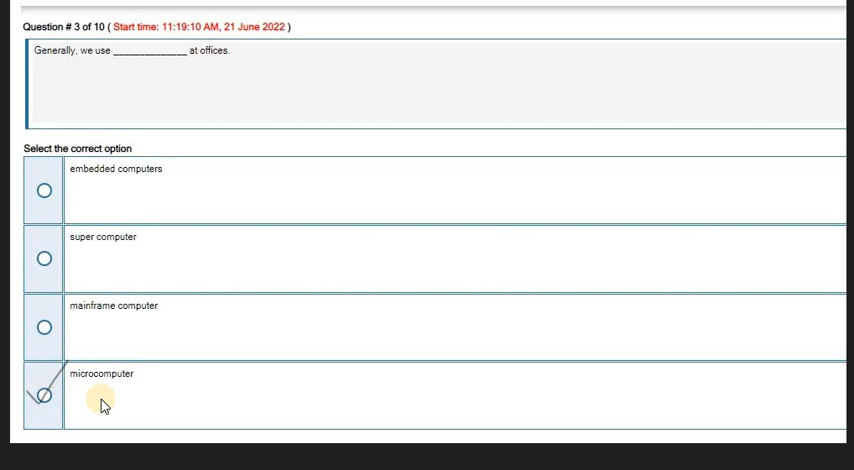 Question # 3 of 10 ( Start time: 11:19:10 AM, 21 June 2022 )
Generally, we use ______________ at offices.
Select the correct option
embedded computers
super computer
mainframe computer
microcomputer